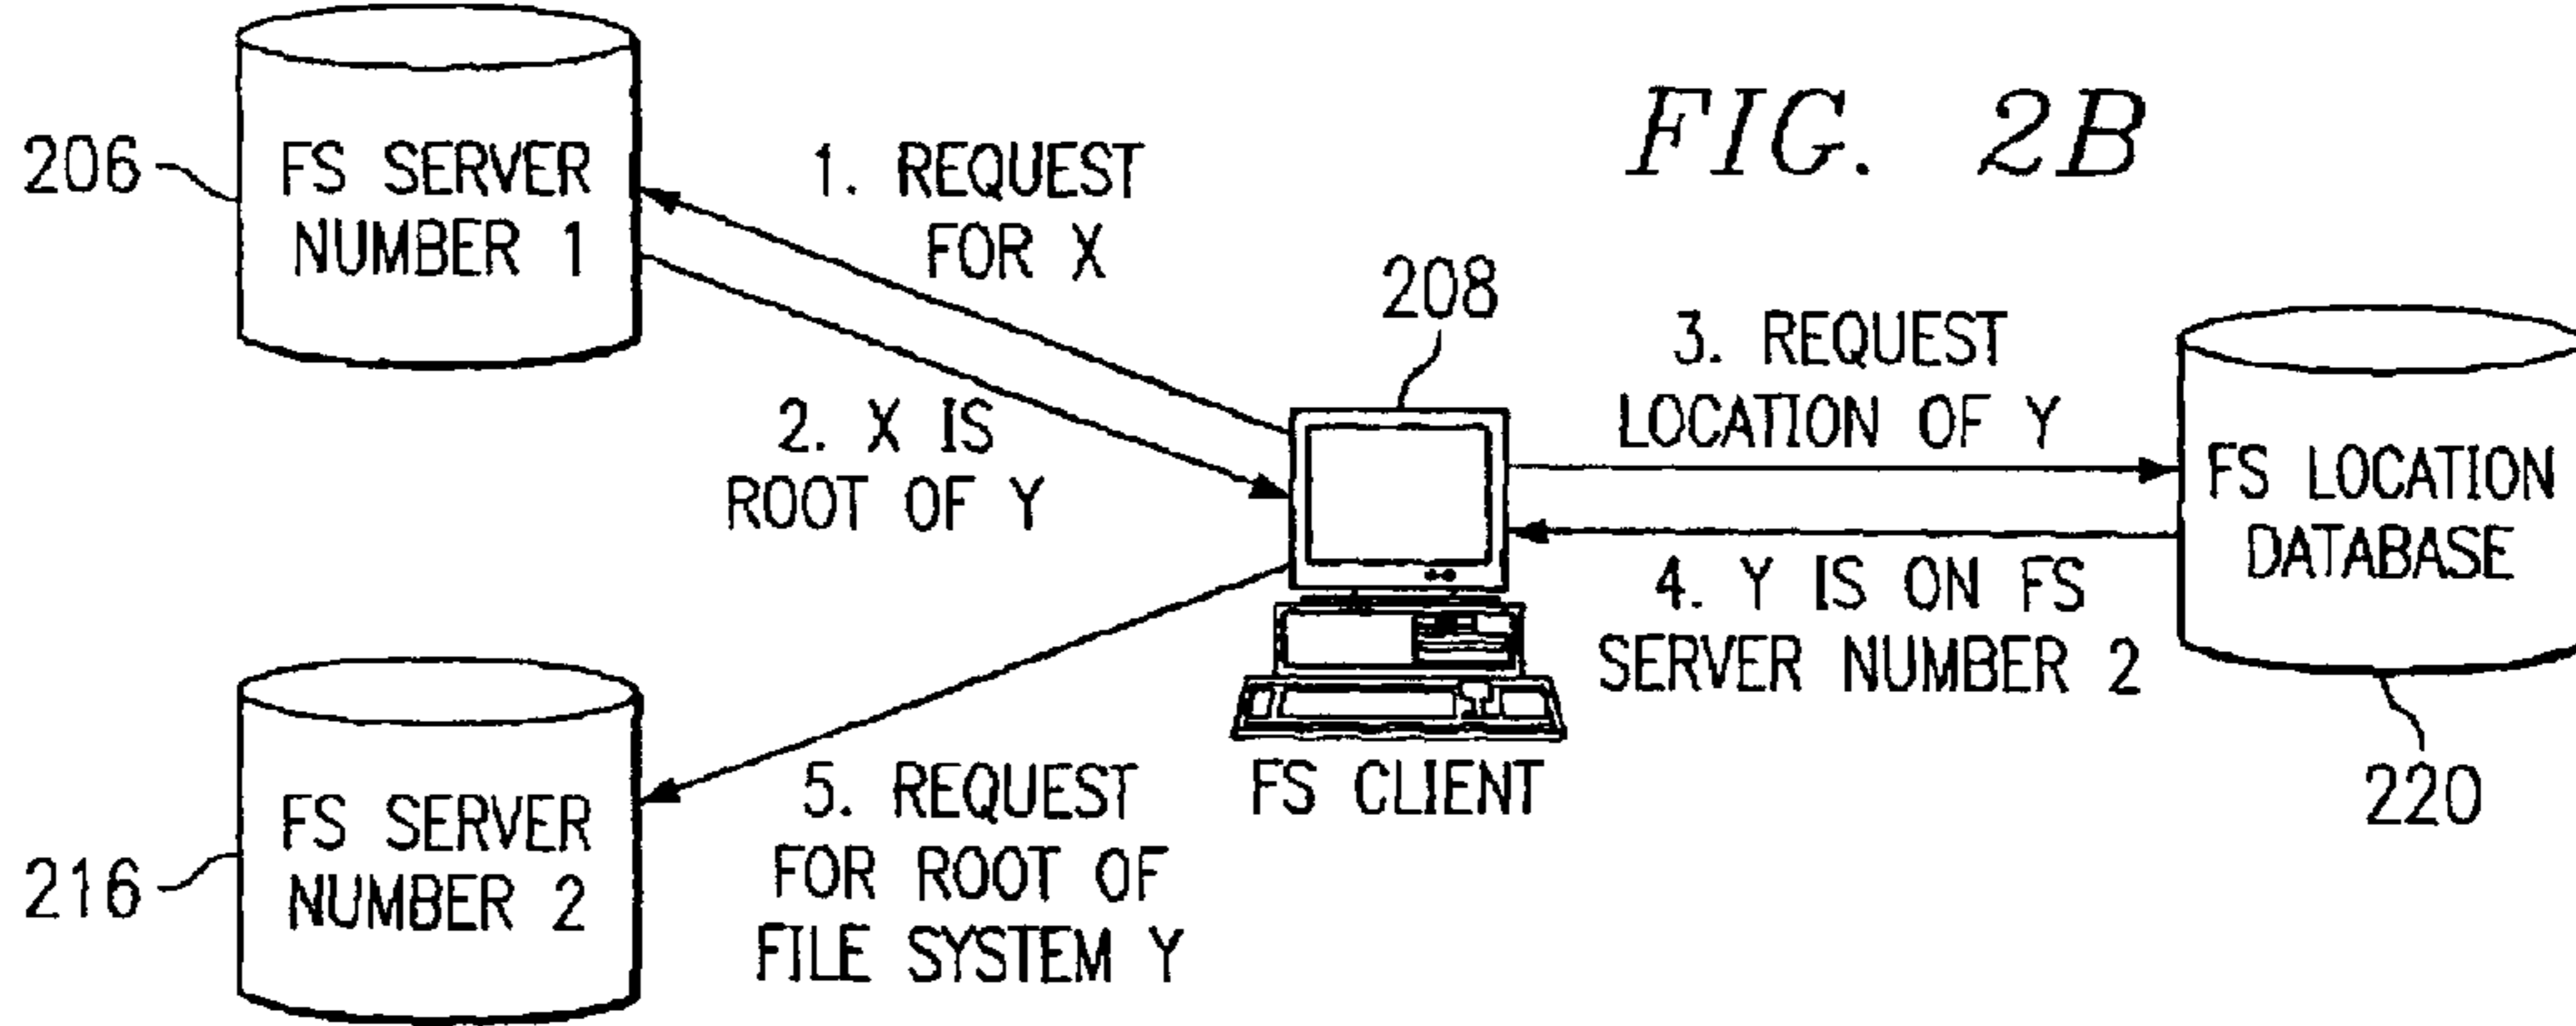 FIG. 2B
206
FS SERVER
NUMBER 1
1. REQUEST
FOR X
2. X IS
ROOT OF Y
208
3. REQUEST
LOCATION OF Y
FS LOCATION
DATABASE
4. Y IS ON FS
SERVER NUMBER 2
220
FS CLIENT
5. REQUEST
FOR ROOT OF
FILE SYSTEM Y
216
FS SERVER
NUMBER 2